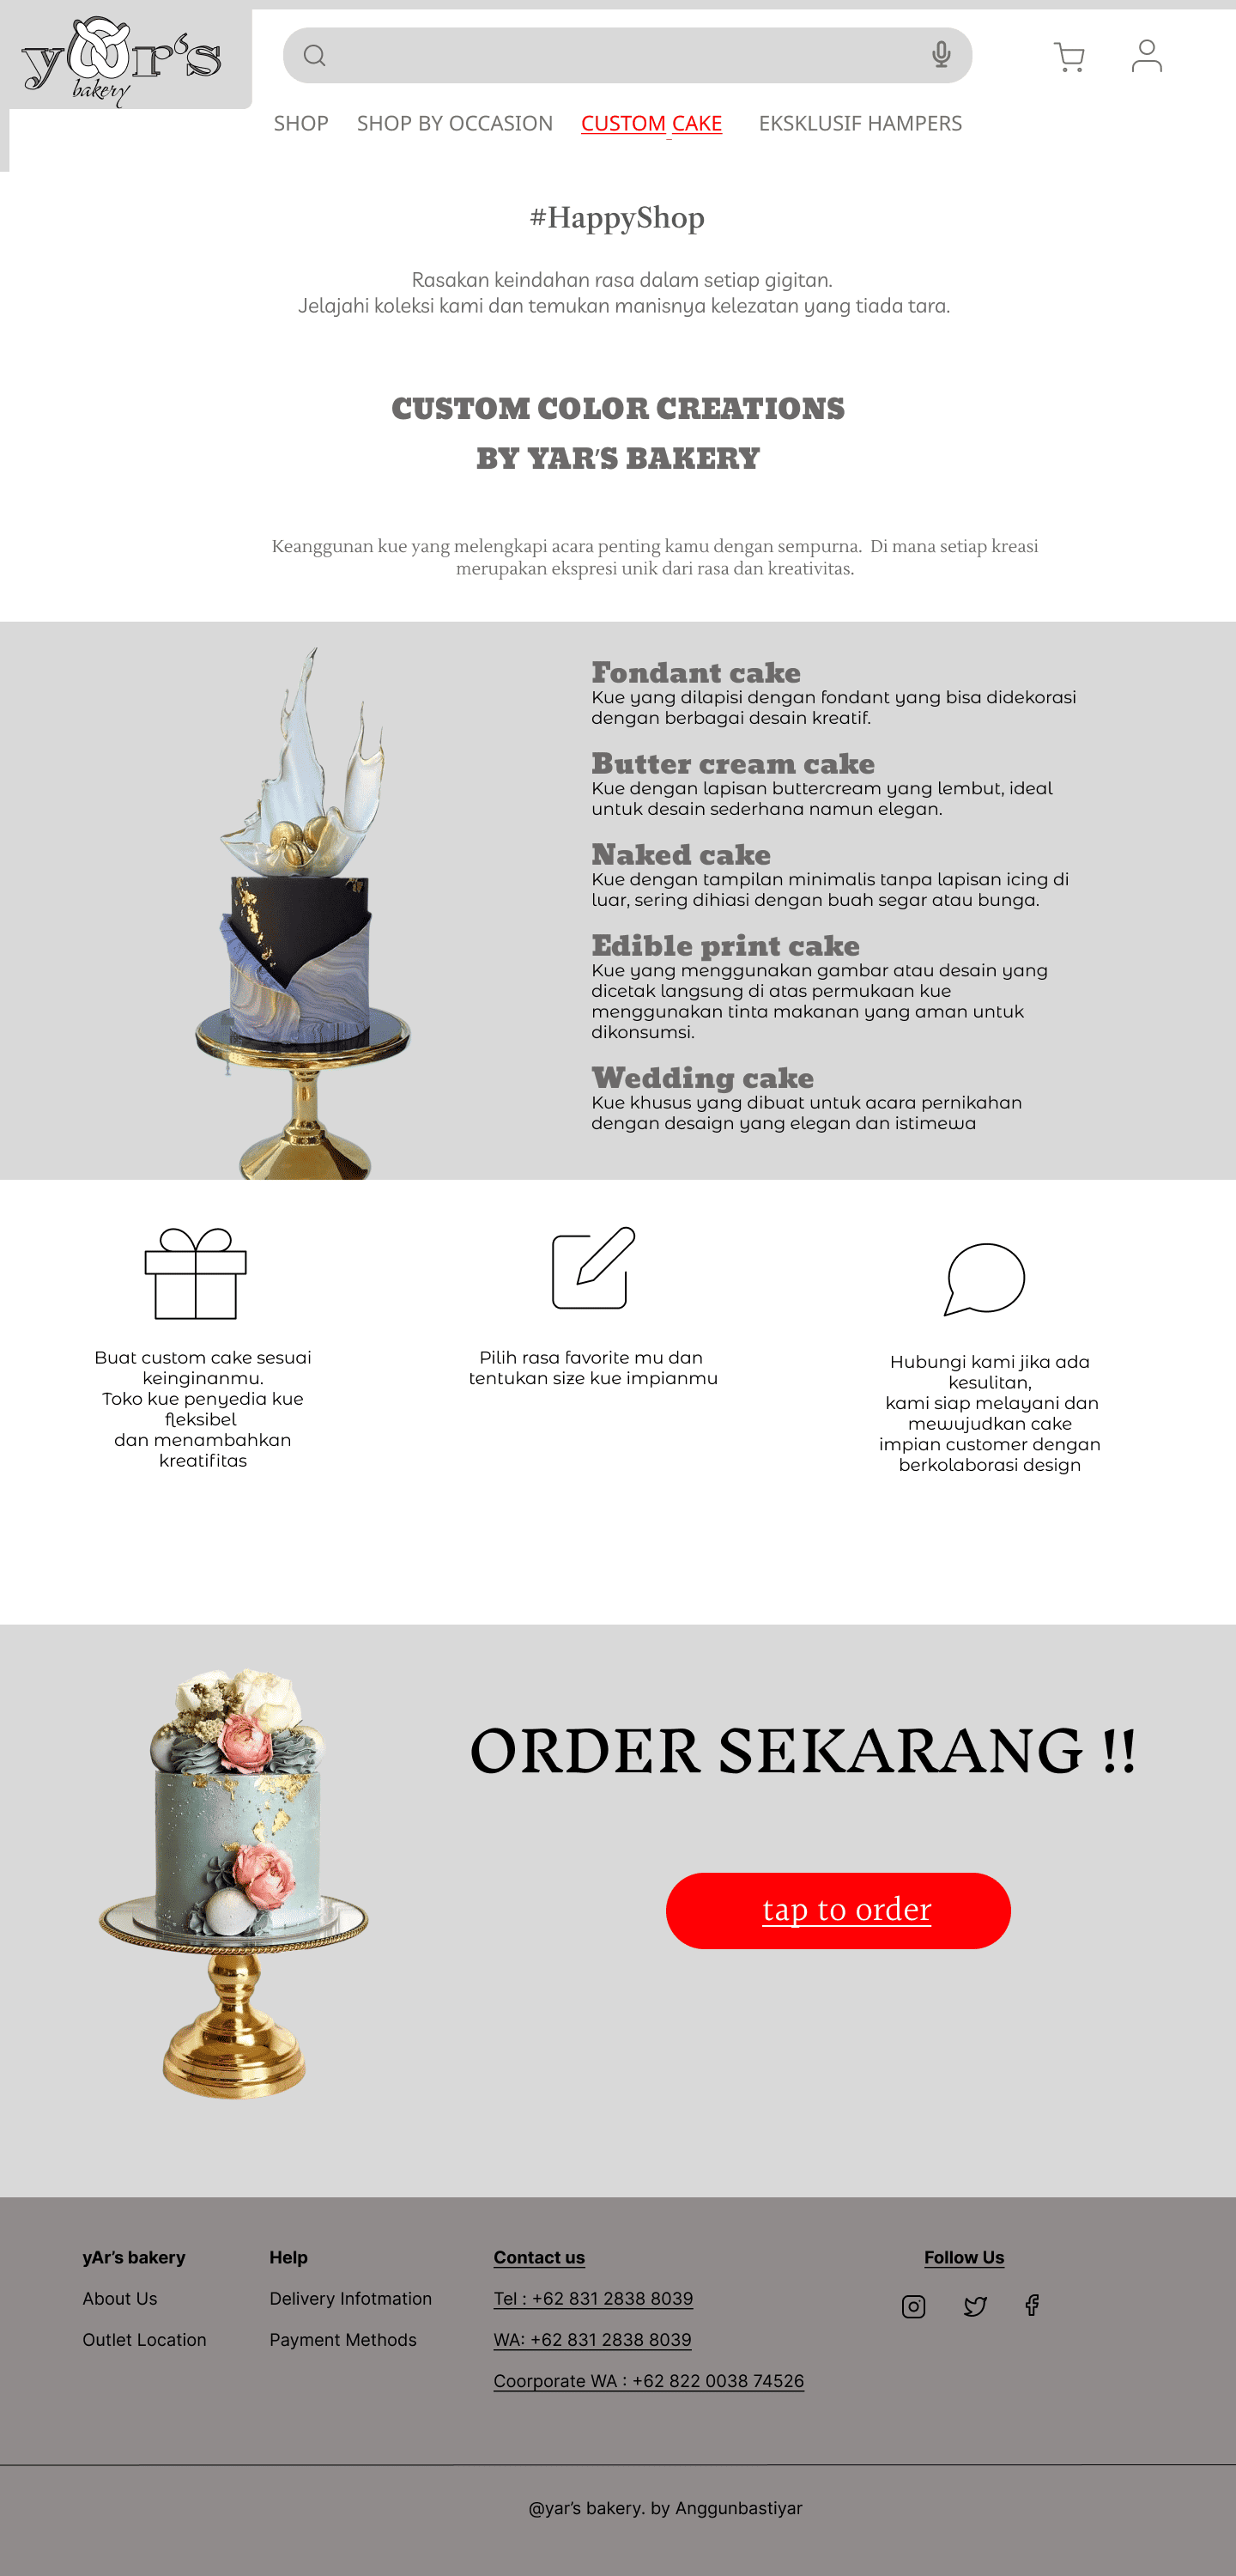 yAr's
bakery
SHOP SHOP BY OCCASION CUSTOM CAKE EKSKLUSIF HAMPERS
#HappyShop
Rasakan keindahan rasa dalam setiap gigitan.
Jelajahi koleksi kami dan temukan manisnya kelezatan yang tiada tara.
CUSTOM COLOR CREATIONS
BY YAR'S BAKERY
Keanggunan kue yang melengkapi acara penting kamu dengan sempurna. Di mana setiap kreasi
merupakan ekspresi unik dari rasa dan kreativitas.
Fondant cake
Kue yang dilapisi dengan fondant yang bisa didekorasi
dengan berbagai desain kreatif.
Butter cream cake
Kue dengan lapisan buttercream yang lembut, ideal
untuk desain sederhana namun elegan.
Naked cake
Kue dengan tampilan minimalis tanpa lapisan icing di
luar, sering dihiasi dengan buah segar atau bunga.
Edible print cake
Kue yang menggunakan gambar atau desain yang
dicetak langsung di atas permukaan kue
menggunakan tinta makanan yang aman untuk
dikonsumsi.
Wedding cake
Kue khusus yang dibuat untuk acara pernikahan
dengan desaign yang elegan dan istimewa
Buat custom cake sesuai
keinginanmu.
Toko kue penyedia kue
fleksibel
dan menambahkan
kreatifitas
Pilih rasa favorite mu dan
tentukan size kue impianmu
Hubungi kami jika ada
kesulitan,
kami siap melayani dan
mewujudkan cake
impian customer dengan
berkolaborasi design
ORDER SEKARANG !!
tap to order
yAr's bakery
About Us
Outlet Location
Help
Delivery Infotmation
Payment Methods
Contact us
Tel : +62 831 2838 8039
WA: +62 831 2838 8039
Coorporate WA : +62 822 0038 74526
Follow Us
@yar's bakery. by Anggunbastiyar